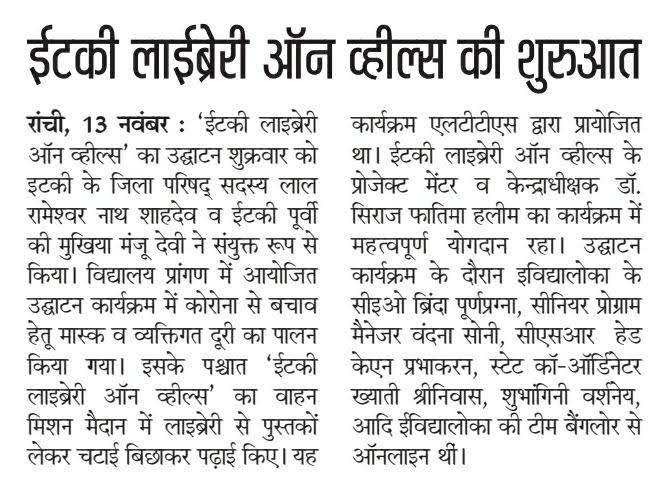 ईटकी लाईब्रेरी ऑन व्हील्स की शुरुआत
रांची, 13 नवंबर : 'ईटकी लाइब्रेरी
ऑन व्हील्स' का उद्घाटन शुक्रवार को
इटकी के जिला परिषद् सदस्य लाल
रामेश्वर नाथ शाहदेव व ईटकी पूर्वी
की मुखिया मंजू देवी ने संयुक्त रूप से
किया। विद्यालय प्रांगण में आयोजित
उद्घाटन कार्यक्रम में कोरोना से बचाव
हेतू मास्क व व्यक्तिगत दूरी का पालन
किया गया। इसके पश्चात 'ईटकी
लाइब्रेरी ऑन व्हील्स' का वाहन
मिशन मैदान में लाइब्रेरी से पुस्तकों
लेकर चटाई बिछाकर पढ़ाई किए। यह
कार्यक्रम एलटीटीएस द्वारा प्रायोजित
था। ईटकी लाइब्रेरी ऑन व्हील्स के
प्रोजेक्ट मेंटर व केन्द्राधीक्षक डॉ.
सिराज फातिमा हलीम का कार्यक्रम में
महत्वपूर्ण योगदान रहा। उद्घाटन
कार्यक्रम के दौरान इविद्यालोका के
सीइओ ब्रिंदा पूर्णप्रग्ना, सीनियर प्रोग्राम
मैनेजर वंदना सोनी, सीएसआर हेड
केएन प्रभाकरन, स्टेट कॉ-ऑर्डिनेटर
ख्याती श्रीनिवास, शुभांगिनी वर्शनेय,
आदि ईविद्यालोका की टीम बैंगलोर से
ऑनलाइन थीं।